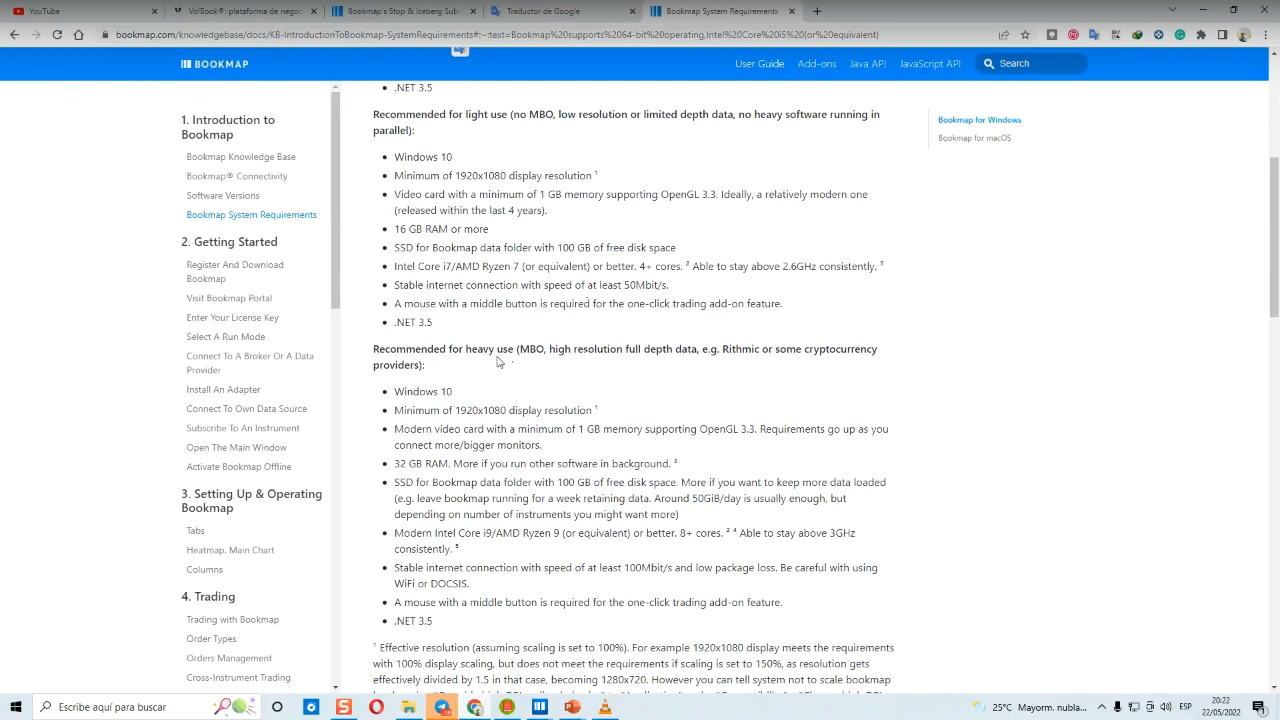 YouTube
VolBook®: plataforma de negoc
Bookmap's Stop & Iceberg Sub-
Traductor de Google
Bookmap System Requirements
bookmap.com/knowledgebase/docs/KB-IntroductionToBookmap-SystemRequirements#:~:text=Bookmap%20supports%2064-bit%20operating,Intel%20Core%20i5%20(or%20equivalent)
BOOKMAP
User Guide
Add-ons
Java API
JavaScript API
Search
1. Introduction to
Bookmap
Bookmap Knowledge Base
Bookmap® Connectivity
Software Versions
Bookmap System Requirements
2. Getting Started
Register And Download
Bookmap
Visit Bookmap Portal
Enter Your License Key
Select A Run Mode
Connect To A Broker Or A Data
Provider
Install An Adapter
Connect To Own Data Source
Subscribe To An Instrument
Open The Main Window
Activate Bookmap Offline
3. Setting Up & Operating
Bookmap
Tabs
Heatmap. Main Chart
Columns
4. Trading
Trading with Bookmap
Order Types
Orders Management
Cross-Instrument Trading
.NET 3.5
Recommended for light use (no MBO, low resolution or limited depth data, no heavy software running in
parallel):
Windows 10
Minimum of 1920x1080 display resolution ¹
Video card with a minimum of 1 GB memory supporting OpenGL 3.3. Ideally, a relatively modern one
(released within the last 4 years).
16 GB RAM or more
SSD for Bookmap data folder with 100 GB of free disk space
Intel Core i7/AMD Ryzen 7 (or equivalent) or better. 4+ cores. ² Able to stay above 2.6GHz consistently. ⁵
Stable internet connection with speed of at least 50Mbit/s.
A mouse with a middle button is required for the one-click trading add-on feature.
.NET 3.5
Recommended for heavy use (MBO, high resolution full depth data, e.g. Rithmic or some cryptocurrency
providers):
Windows 10
Minimum of 1920x1080 display resolution ¹
Modern video card with a minimum of 1 GB memory supporting OpenGL 3.3. Requirements go up as you
connect more/bigger monitors.
32 GB RAM. More if you run other software in background. ³
SSD for Bookmap data folder with 100 GB of free disk space. More if you want to keep more data loaded
(e.g. leave bookmap running for a week retaining data. Around 50GiB/day is usually enough, but
depending on number of instruments you might want more)
Modern Intel Core i9/AMD Ryzen 9 (or equivalent) or better. 8+ cores. ² ⁴ Able to stay above 3GHz
consistently. ⁵
Stable internet connection with speed of at least 100Mbit/s and low package loss. Be careful with using
WiFi or DOCSIS.
A mouse with a middle button is required for the one-click trading add-on feature.
.NET 3.5
¹ Effective resolution (assuming scaling is set to 100%). For example 1920x1080 display meets the requirements
with 100% display scaling, but does not meet the requirements if scaling is set to 150%, as resolution gets
effectively divided by 1.5 in that case, becoming 1280x720. However you can tell system not to scale bookmap
Bookmap for Windows
Bookmap for macOS
Escribe aquí para buscar
25°C Mayorm. nubla...
ESP
20:22
22/05/2022